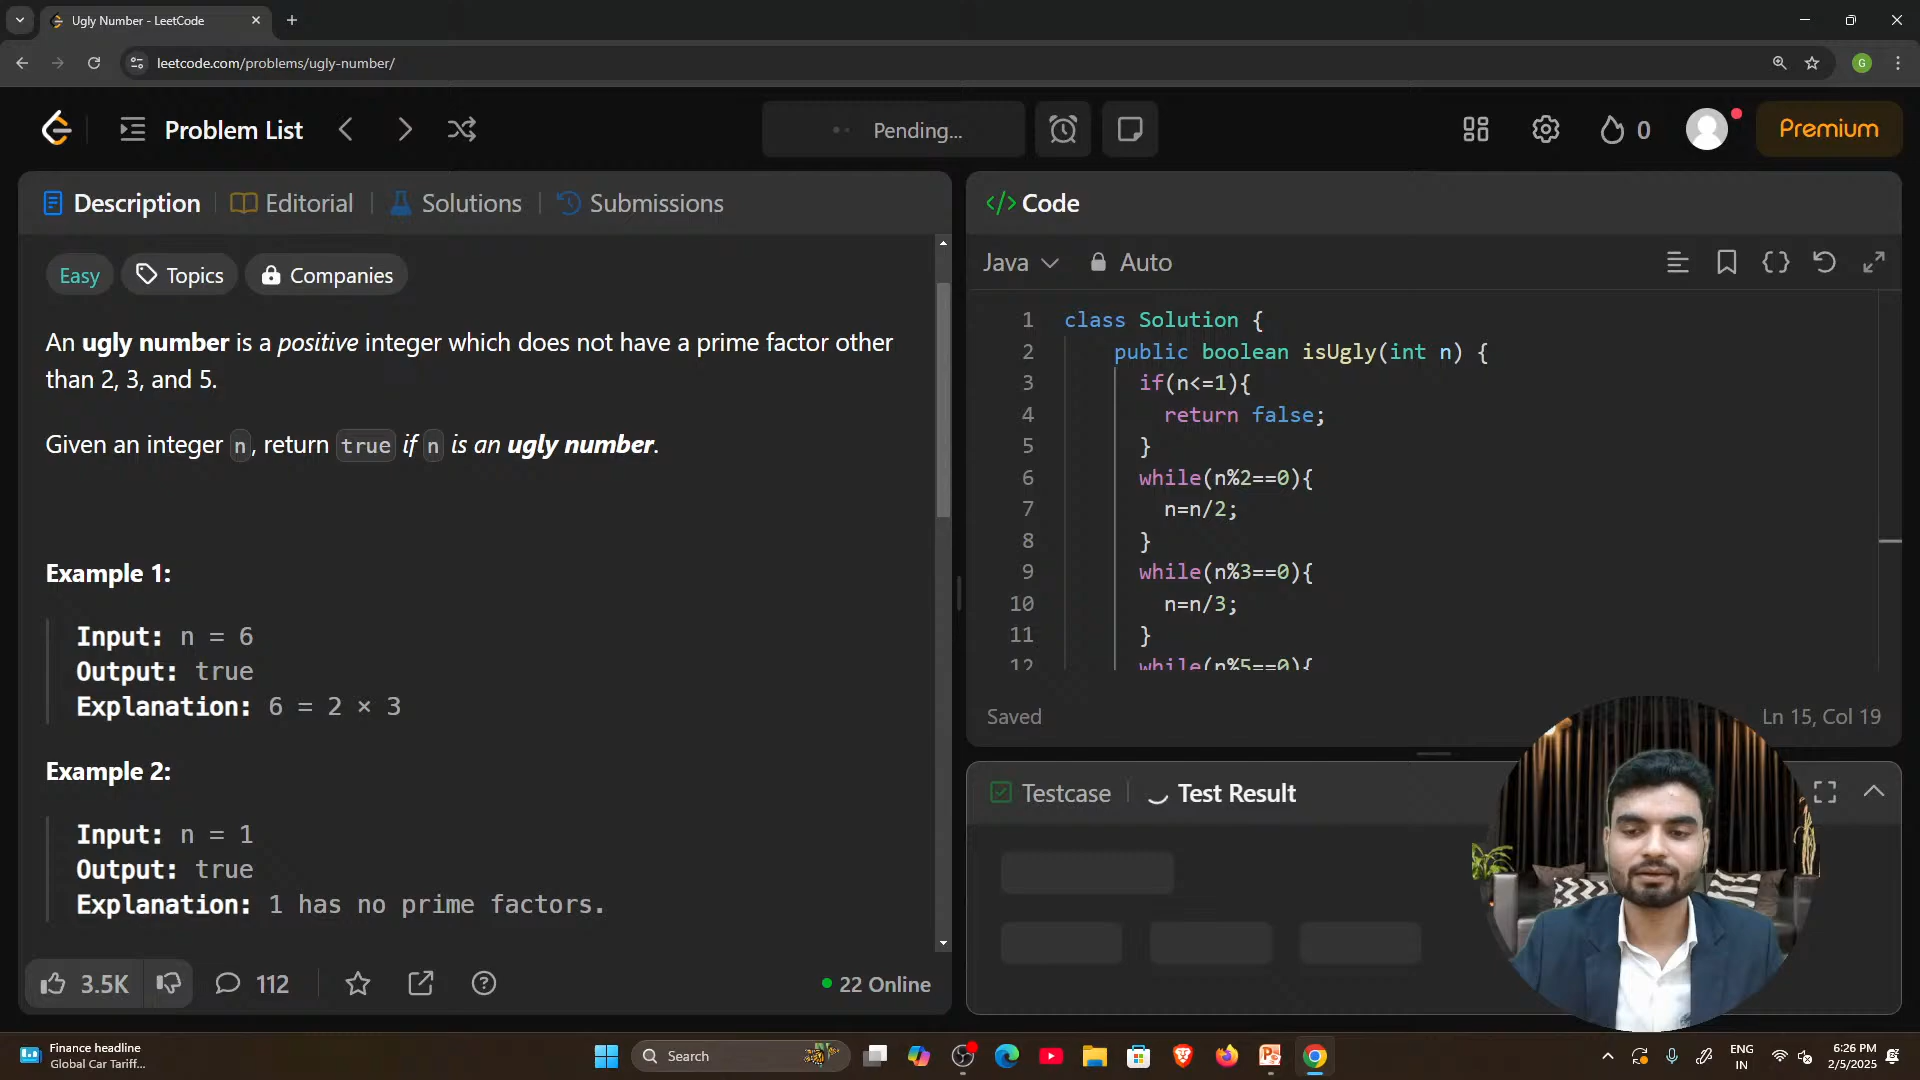 Ugly Number - LeetCode
leetcode.com/problems/ugly-number/
G
Problem List
Pending...
0
Premium
Description
Editorial
Solutions
Submissions
Code
Easy
Topics
Companies
Java
Auto
An ugly number is a positive integer which does not have a prime factor other
than 2, 3, and 5.
Given an integer n, return true if n is an ugly number.
Example 1:
Input: n = 6
Output: true
Explanation: 6 = 2 × 3
Example 2:
Input: n = 1
Output: true
Explanation: 1 has no prime factors.
3.5K
112
22 Online
1 class Solution {
2 public boolean isUgly(int n) {
3 if(n<=1){
4 return false;
5 }
6 while(n%2==0){
7 n=n/2;
8 }
9 while(n%3==0){
10 n=n/3;
11 }
12 while(n%5==0){
Saved
Ln 15, Col 19
Testcase
Test Result
Finance headline
Global Car Tariff...
Search
ENG
IN
6:26 PM
2/5/2025